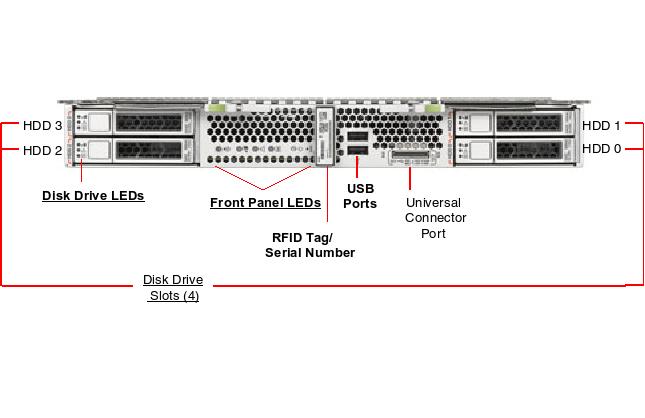 HDD 3
HDD 1
HDD 2
HDD 0
Disk Drive LEDs
Front Panel LEDs
USB
Ports
Universal
Connector
Port
RFID Tag/
Serial Number
Disk Drive
Slots (4)